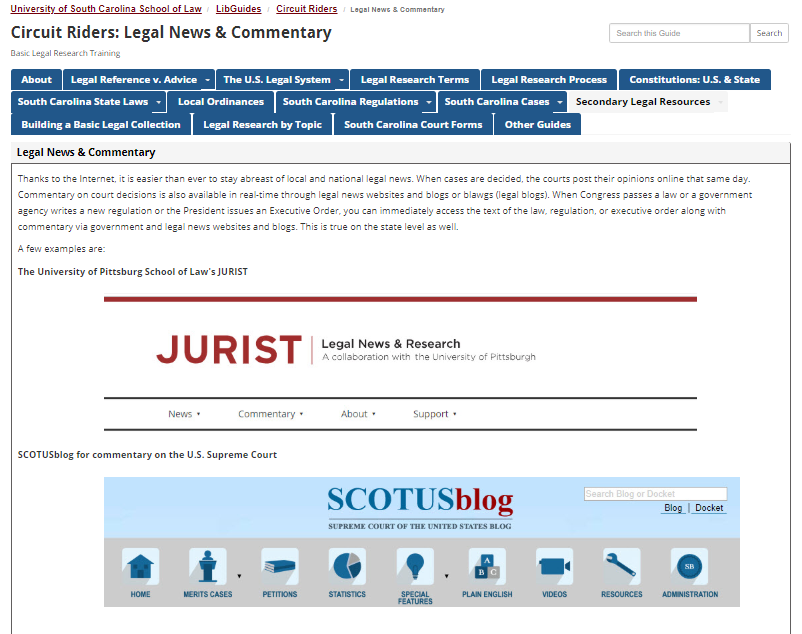 University of South Carolina School of Law / LibGuides / Circuit Riders / Legal News & Commentary
Circuit Riders: Legal News & Commentary
Search this Guide Search
Basic Legal Research Training
About Legal Reference v. Advice The U.S. Legal System Legal Research Terms Legal Research Process Constitutions: U.S. & State
South Carolina State Laws Local Ordinances South Carolina Regulations South Carolina Cases Secondary Legal Resources
Building a Basic Legal Collection Legal Research by Topic South Carolina Court Forms Other Guides
Legal News & Commentary
Thanks to the Internet, it is easier than ever to stay abreast of local and national legal news. When cases are decided, the courts post their opinions online that same day.
Commentary on court decisions is also available in real-time through legal news websites and blogs or blawgs (legal blogs). When Congress passes a law or a government
agency writes a new regulation or the President issues an Executive Order, you can immediately access the text of the law, regulation, or executive order along with
commentary via government and legal news websites and blogs. This is true on the state level as well.
A few examples are:
The University of Pittsburg School of Law's JURIST
JURIST Legal News & Research
A collaboration with the University of Pittsburgh
News Commentary About Support
SCOTUSblog for commentary on the U.S. Supreme Court
SCOTUSblog
SUPREME COURT OF THE UNITED STATES BLOG
Search Blog or Docket
Blog | Docket
A
B C
SB
HOME MERITS CASES PETITIONS STATISTICS SPECIAL FEATURES PLAIN ENGLISH VIDEOS RESOURCES ADMINISTRATION